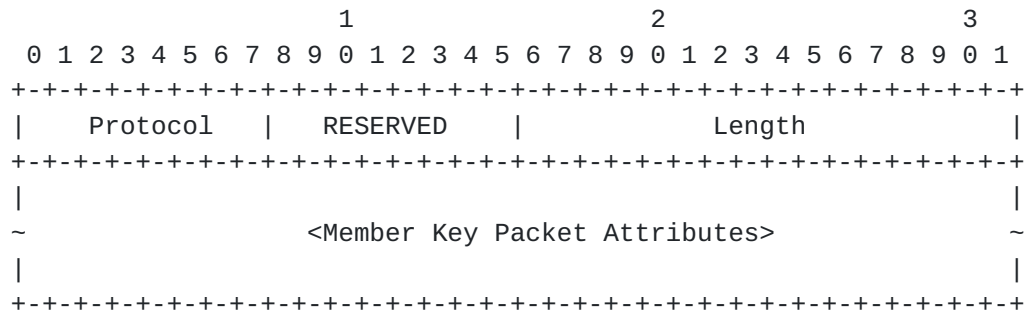 1                   2                   3
 0 1 2 3 4 5 6 7 8 9 0 1 2 3 4 5 6 7 8 9 0 1 2 3 4 5 6 7 8 9 0 1
+-+-+-+-+-+-+-+-+-+-+-+-+-+-+-+-+-+-+-+-+-+-+-+-+-+-+-+-+-+-+-+-+
|    Protocol   |   RESERVED    |            Length             |
+-+-+-+-+-+-+-+-+-+-+-+-+-+-+-+-+-+-+-+-+-+-+-+-+-+-+-+-+-+-+-+-+
|                                                               |
~                  <Member Key Packet Attributes>               ~
|                                                               |
+-+-+-+-+-+-+-+-+-+-+-+-+-+-+-+-+-+-+-+-+-+-+-+-+-+-+-+-+-+-+-+-+